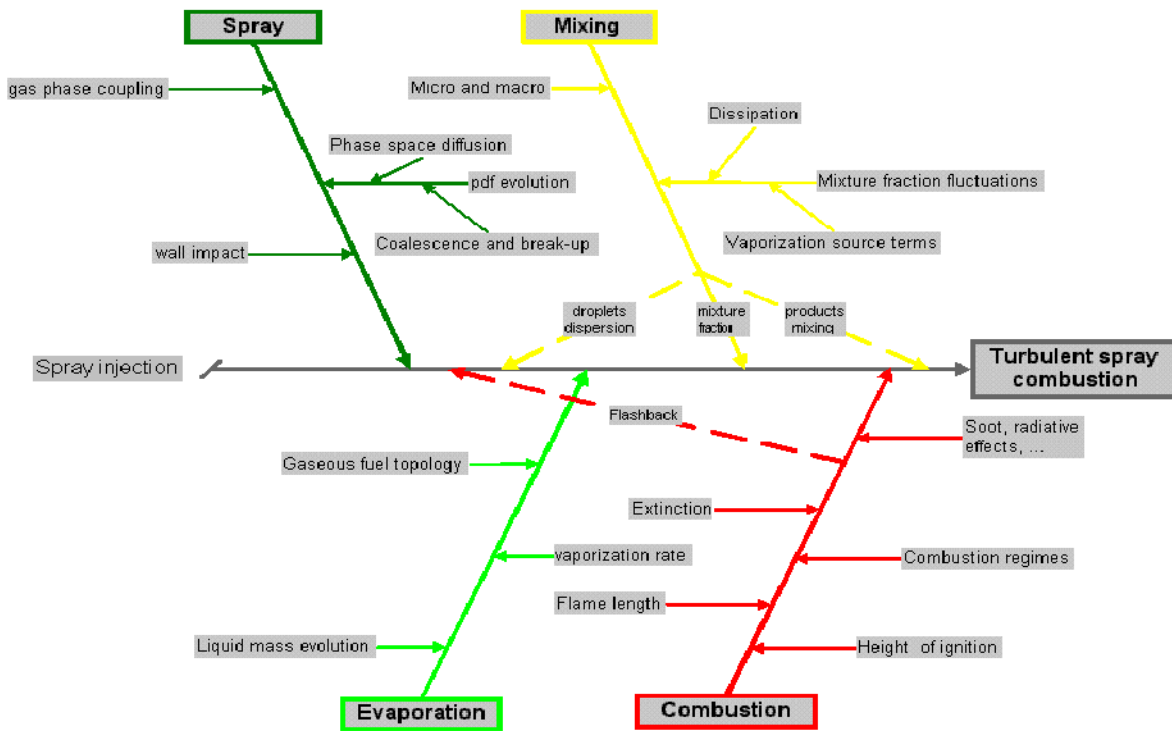 Spray
Mixing
gas phase coupling
Micro and macro
Dissipation
Phase space diffusion
pdf evolution
Mixture fraction fluctuations
Coalescence and break-up
Vaporization source terms
wall impact
droplets
dispersion
mixture
fraction
products
mixing
Spray injection
Turbulent spray
combustion
Flashback
Soot, radiative
effects, ...
Gaseous fuel topology
Extinction
vaporization rate
Combustion regimes
Flame length
Liquid mass evolution
Height of ignition
Evaporation
Combustion